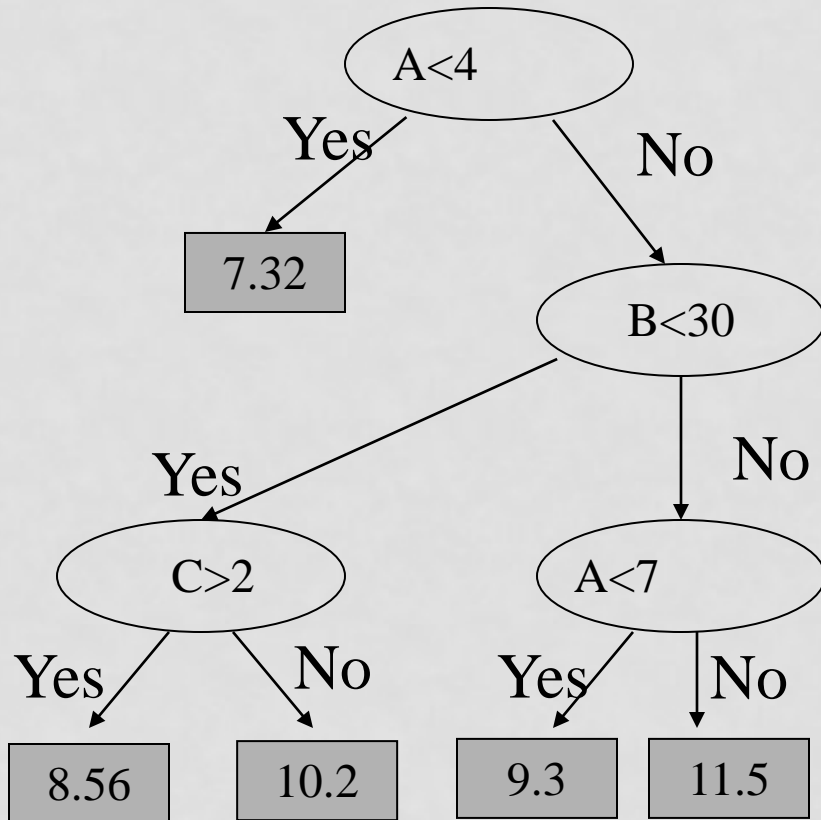 A<4
Yes
No
7.32
B<30
Yes
No
C>2
A<7
Yes
No
Yes
No
8.56
10.2
9.3
11.5